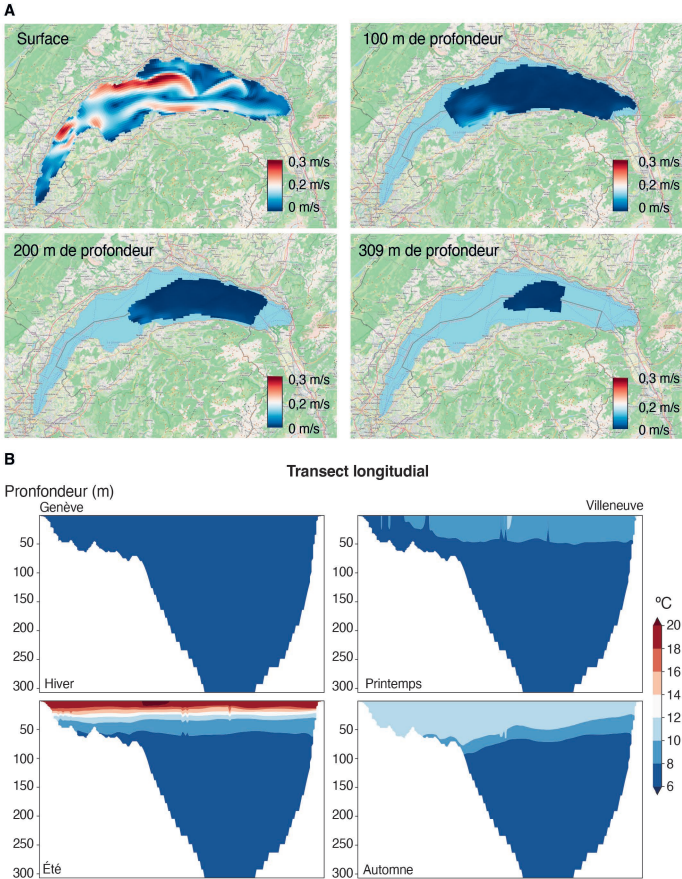 A
Surface
0,3 m/s
0,2 m/s
0 m/s
100 m de profondeur
0,3 m/s
0,2 m/s
0 m/s
200 m de profondeur
0,3 m/s
0,2 m/s
0 m/s
309 m de profondeur
0,3 m/s
0,2 m/s
0 m/s
B
Transect longitudial
Pronfondeur (m)
Genève
Villeneuve
50
100
150
200
250
300
Hiver
50
100
150
200
250
300
Printemps
50
100
150
200
250
300
Été
50
100
150
200
250
300
Automne
ºC
20
18
16
14
12
10
8
6